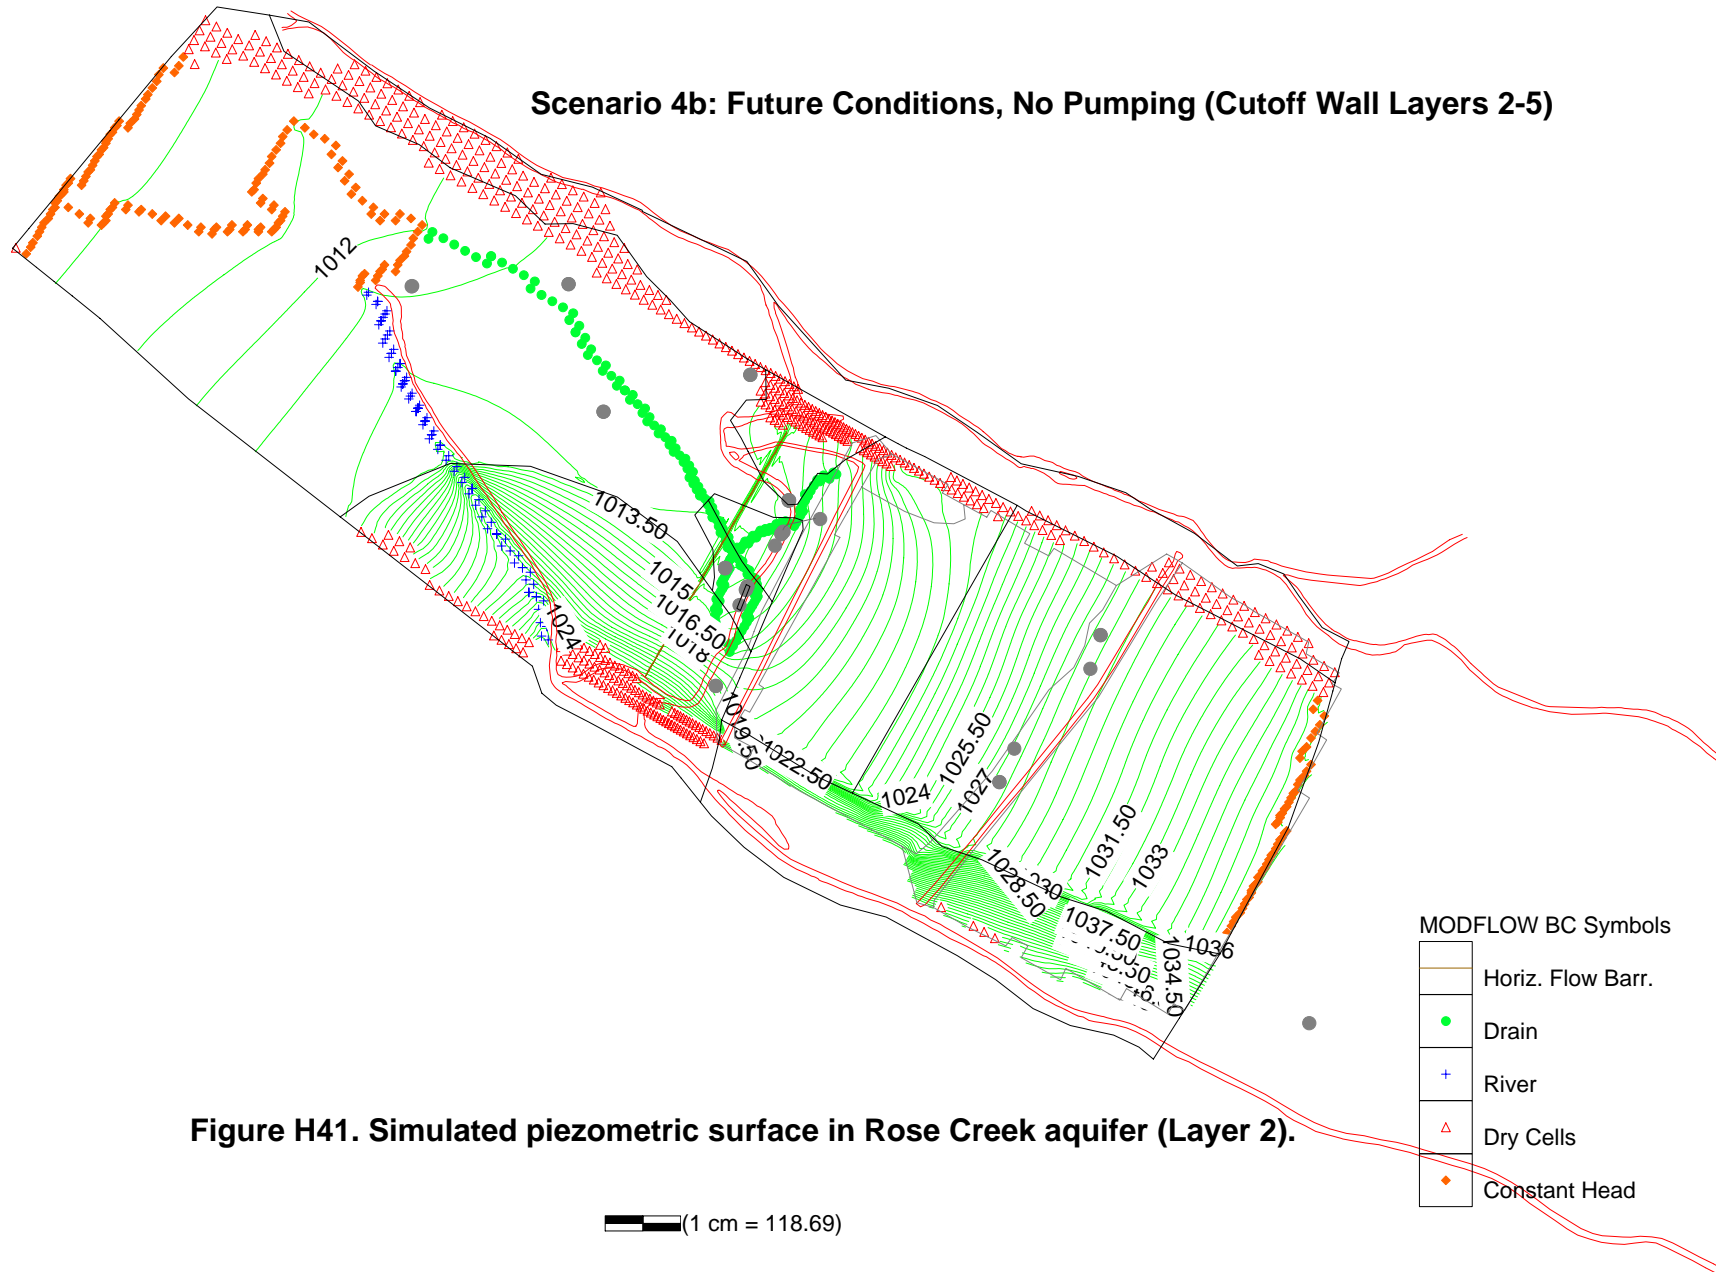 Scenario 4b: Future Conditions, No Pumping (Cutoff Wall Layers 2-5)
1012
1013.50
1015
1016.50
1018
1024
1019.50
1022.50
1024
1025.50
1027
1028.50
1031.50
1033
1037.50
1036
1034.50
MODFLOW BC Symbols
Horiz. Flow Barr.
Drain
River
Dry Cells
Constant Head
Figure H41. Simulated piezometric surface in Rose Creek aquifer (Layer 2).
(1 cm = 118.69)